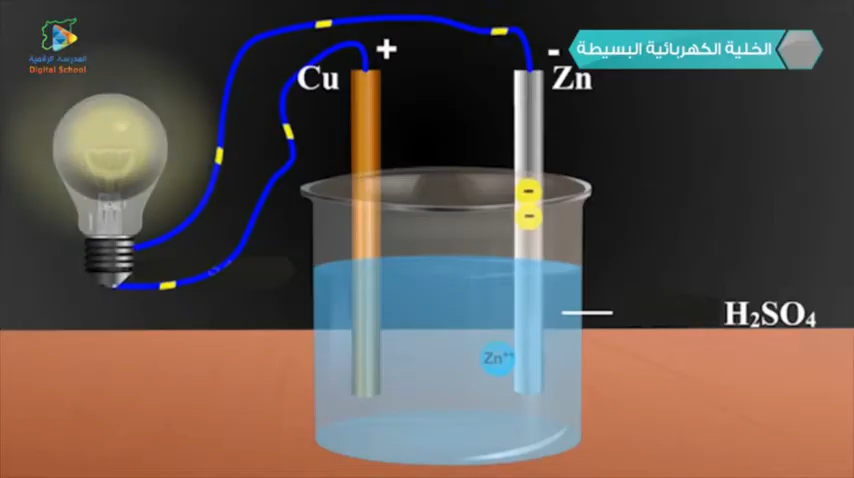 المدرسة الرقمية
Digital School
الخلية الكهربائية البسيطة
+
-
Cu
Zn
-
-
H₂SO₄
Zn⁺⁺